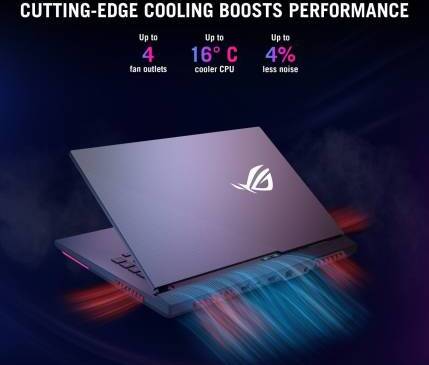 CUTTING-EDGE COOLING BOOSTS PERFORMANCE
Up to Up to Up to
4 16° C 4%
fan outlets cooler CPU less noise